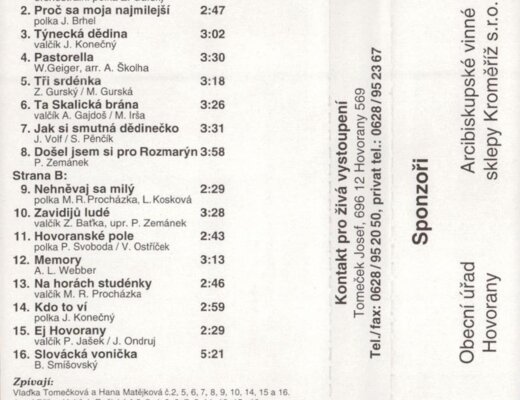 2. Proč sa moja najmilejší 2:47
polka J. Brhel
3. Týnecká dědina 3:02
valčík J. Konečný
4. Pastorella 3:30
W.Geiger, arr. A. Školha
5. Tři srdénka 3:18
Z. Gurský / M. Gurská
6. Ta Skalická brána 3:26
valčík A. Gajdoš / M. Irša
7. Jak si smutná dědinečko 3:31
J. Volf / S. Pěnčík
8. Došel jsem si pro Rozmarýn 3:58
P. Zemánek
Strana B:
9. Nehněvaj sa milý 2:29
polka M. R. Procházka, L. Kosková
10. Zavidijů ludé 3:28
valčík Z. Baťka, upr. P. Zemánek
11. Hovoranské pole 2:43
polka P. Svoboda / V. Ostříček
12. Memory 3:13
A. L. Webber
13. Na horách studénky 2:46
valčík M. R. Procházka
14. Kdo to ví 2:59
polka J. Konečný
15. Ej Hovorany 2:29
valčík P. Jašek / J. Ondruj
16. Slovácká vonička 5:21
B. Smíšovský
Zpívají:
Vlaďka Tomečková a Hana Matějková č.2, 5, 6, 7, 8, 9, 10, 14, 15 a 16.
Kontakt pro živá vystoupení
Tomeček Josef, 696 12 Hovorany 569
Tel./fax: 0628/95 20 50, privat tel.: 0628/95 23 67
Sponzoři
Obecní úřad
Hovorany
Arcibiskupské vinné
sklepy Kroměříž s.r.o.